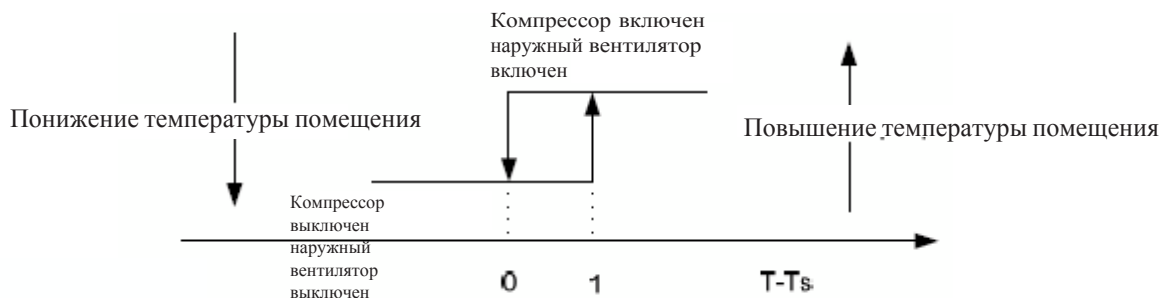 Компрессор включен
наружный вентилятор
включен
Понижение температуры помещения
Повышение температуры помещения
Компрессор
выключен
наружный
вентилятор
выключен
0
1
T-Ts